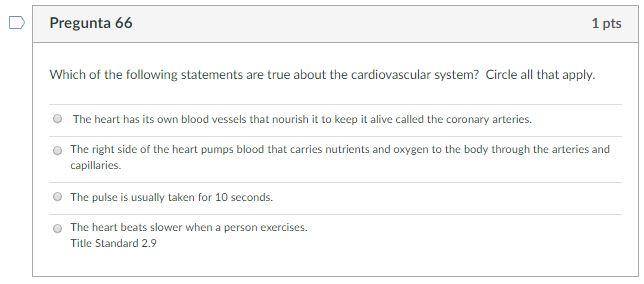 Pregunta 66
1 pts
Which of the following statements are true about the cardiovascular system?  Circle all that apply.
The heart has its own blood vessels that nourish it to keep it alive called the coronary arteries.
The right side of the heart pumps blood that carries nutrients and oxygen to the body through the arteries and
capillaries.
The pulse is usually taken for 10 seconds.
The heart beats slower when a person exercises.
Title Standard 2.9